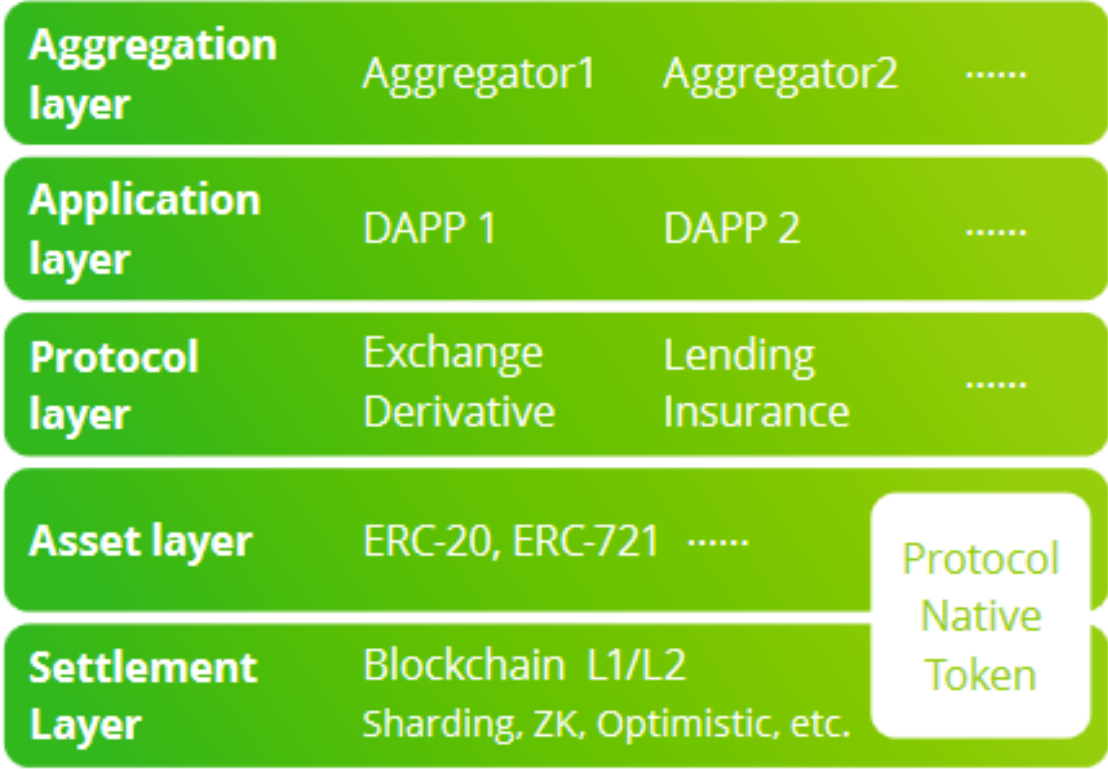 Aggregation
layer
Aggregator1 Aggregator2 ······
Application
layer
DAPP 1 DAPP 2 ······
Protocol
layer
Exchange Lending
Derivative Insurance
······
Asset layer ERC-20, ERC-721 ······
Settlement
Layer
Blockchain L1/L2
Sharding, ZK, Optimistic, etc.
Protocol
Native
Token